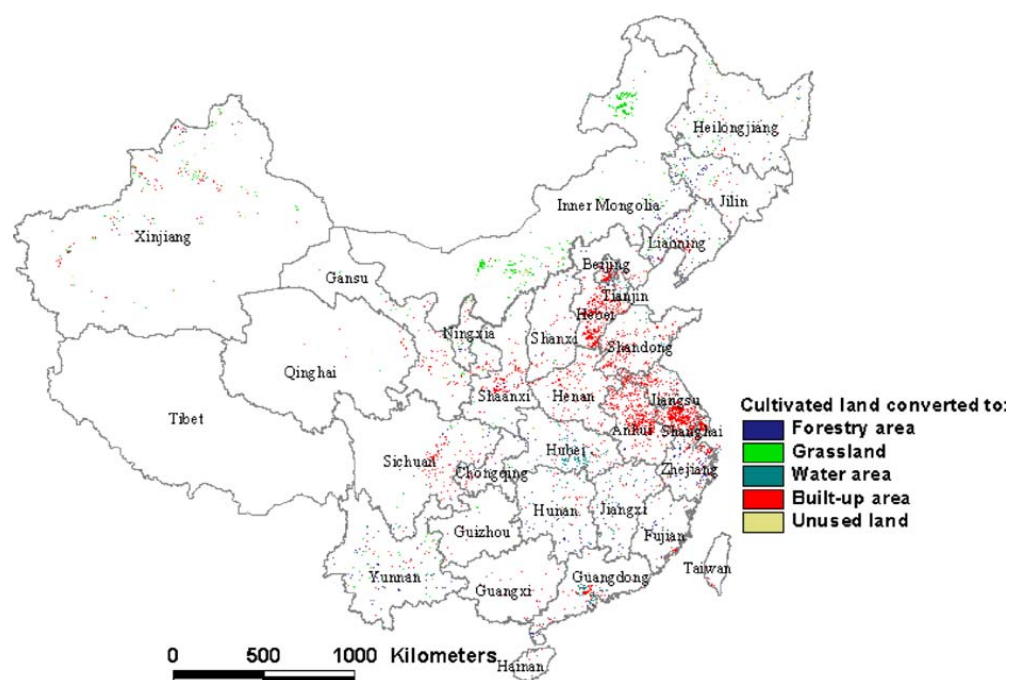 Heilongjiang
Jilin
Inner Mongolia
Liaoning
Xinjiang
Beijing
Gansu
Tianjin
Hebei
Ningxia
Shanxi
Shandong
Qinghai
Shaanxi
Henan
Jiangsu
Tibet
Anhui
Shanghai
Hubei
Sichuan
Chongqing
Zhejiang
Hunan
Jiangxi
Guizhou
Fujian
Taiwan
Yunnan
Guangxi
Guangdong
Hainan
Cultivated land converted to:
Forestry area
Grassland
Water area
Built-up area
Unused land
0 500 1000 Kilometers